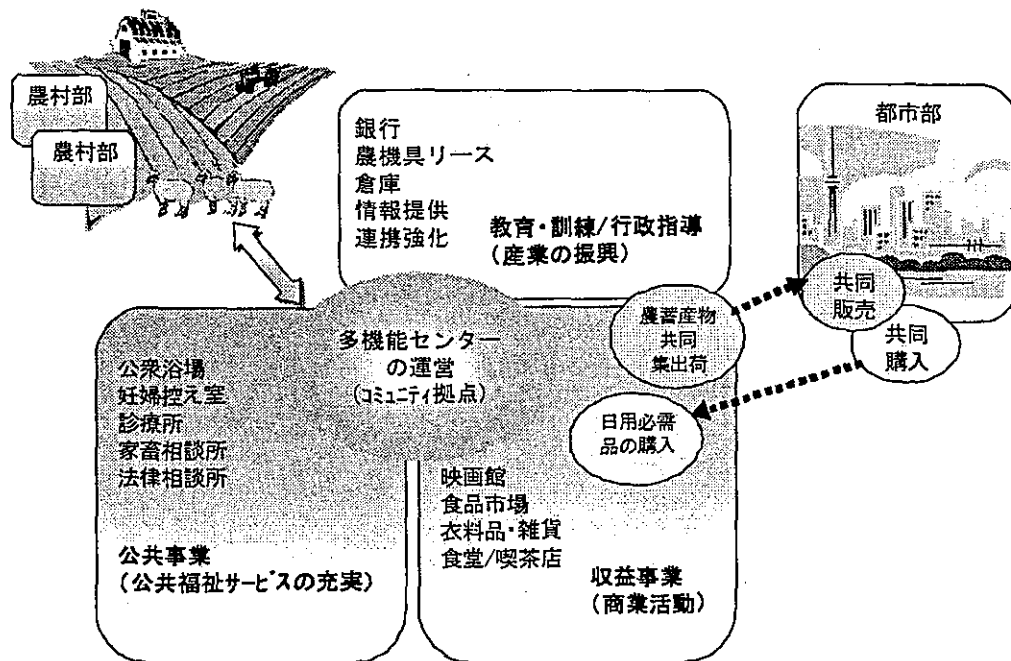 農村部
農村部
銀行
農機具リース
倉庫
情報提供
連携強化
教育・訓練/行政指導
(産業の振興)
都市部
共同
販売
共同
購入
農蓄産物
共同
集出荷
日用必需
品の購入
多機能センター
の運営
(コミュニティ拠点)
公衆浴場
妊婦控え室
診療所
家畜相談所
法律相談所
公共事業
(公共福祉サービスの充実)
映画館
食品市場
衣料品・雑貨
食堂/喫茶店
収益事業
(商業活動)